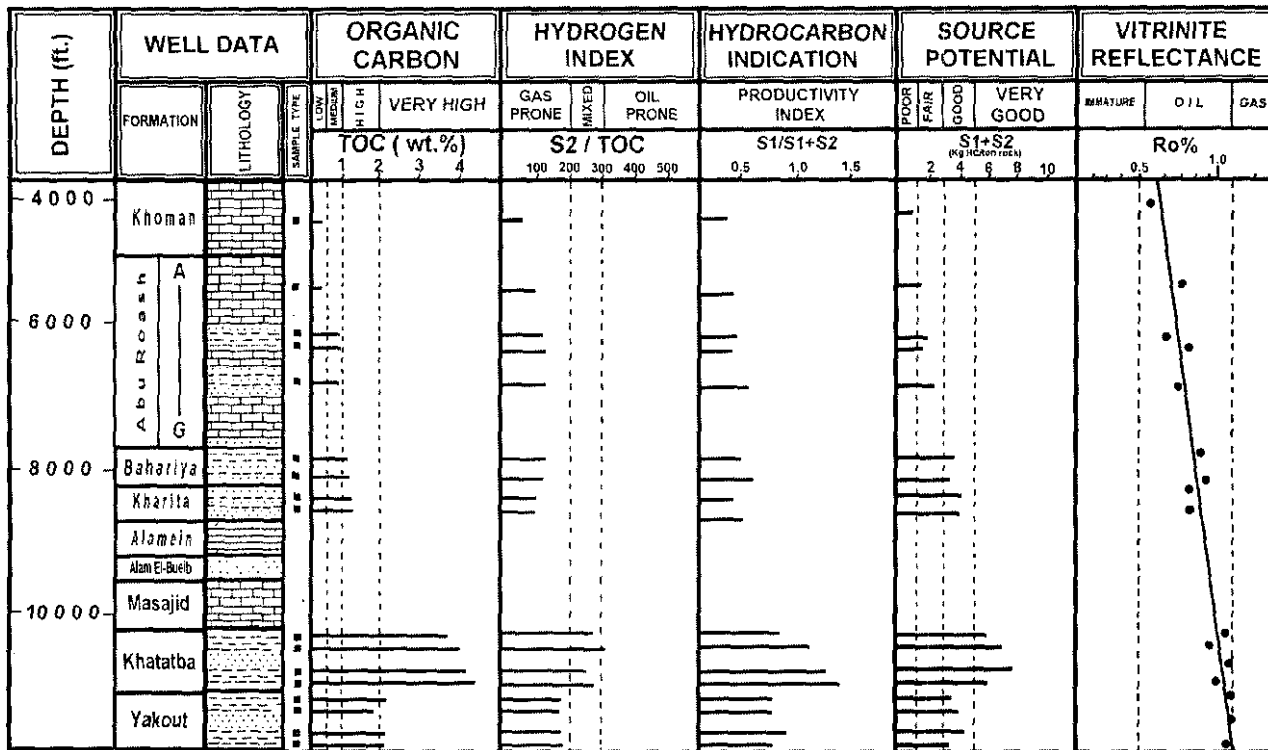 DEPTH (ft.)
WELL DATA
ORGANIC CARBON
HYDROGEN INDEX
HYDROCARBON INDICATION
SOURCE POTENTIAL
VITRINITE REFLECTANCE
FORMATION
LITHOLOGY
SAMPLE TYPE
LOW
MEDIUM
HIGH
VERY HIGH
GAS PRONE
MIXED
OIL PRONE
PRODUCTIVITY INDEX
POOR
FAIR
GOOD
VERY GOOD
IMMATURE
OIL
GAS
TOC ( wt.%)
S2 / TOC
S1/S1+S2
S1+S2
(Kg HC/ton rock)
Ro%
1 2 3 4
100 200 300 400 500
0.5 1.0 1.5
2 4 6 8 10
0.5 1.0
4000
Khoman
Abu Roash
A
G
6000
8000
Bahariya
Kharita
Alamein
Alam El-Bueib
Masajid
10000
Khatatba
Yakout